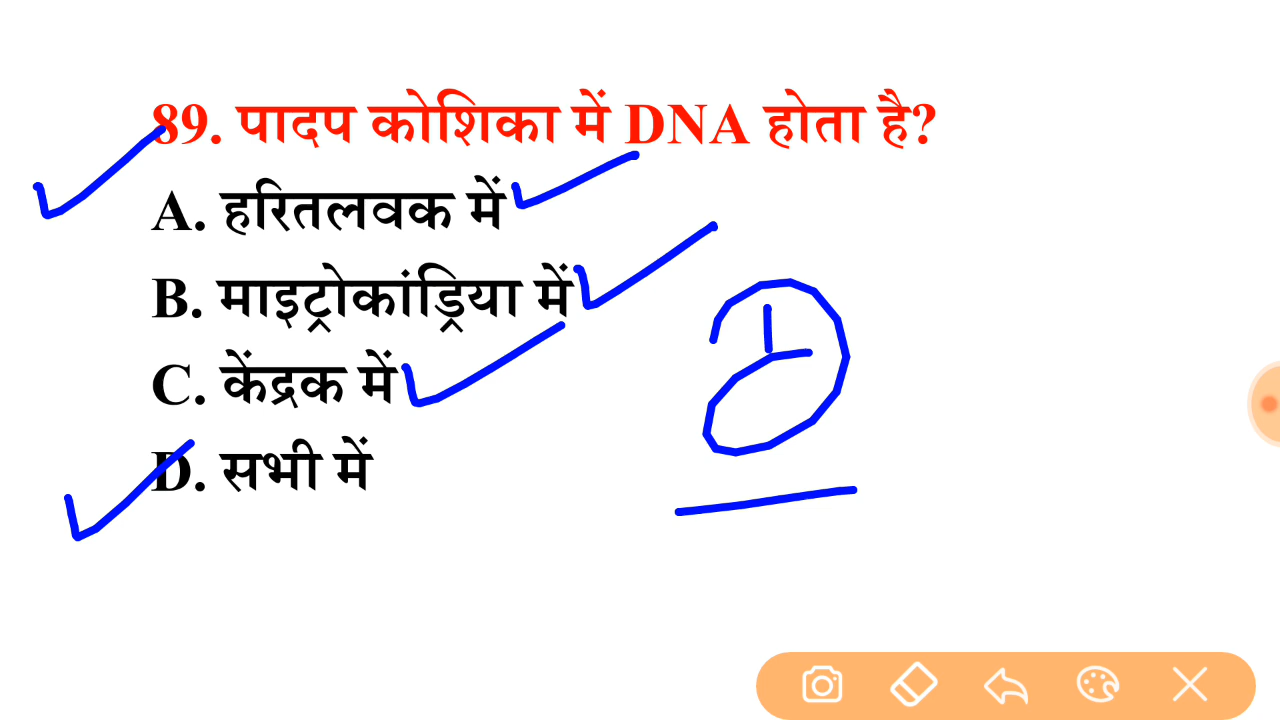 89. पादप कोशिका में DNA होता है?
A. हरितलवक में
B. माइट्रोकांड्रिया में
C. केंद्रक में
D. सभी में